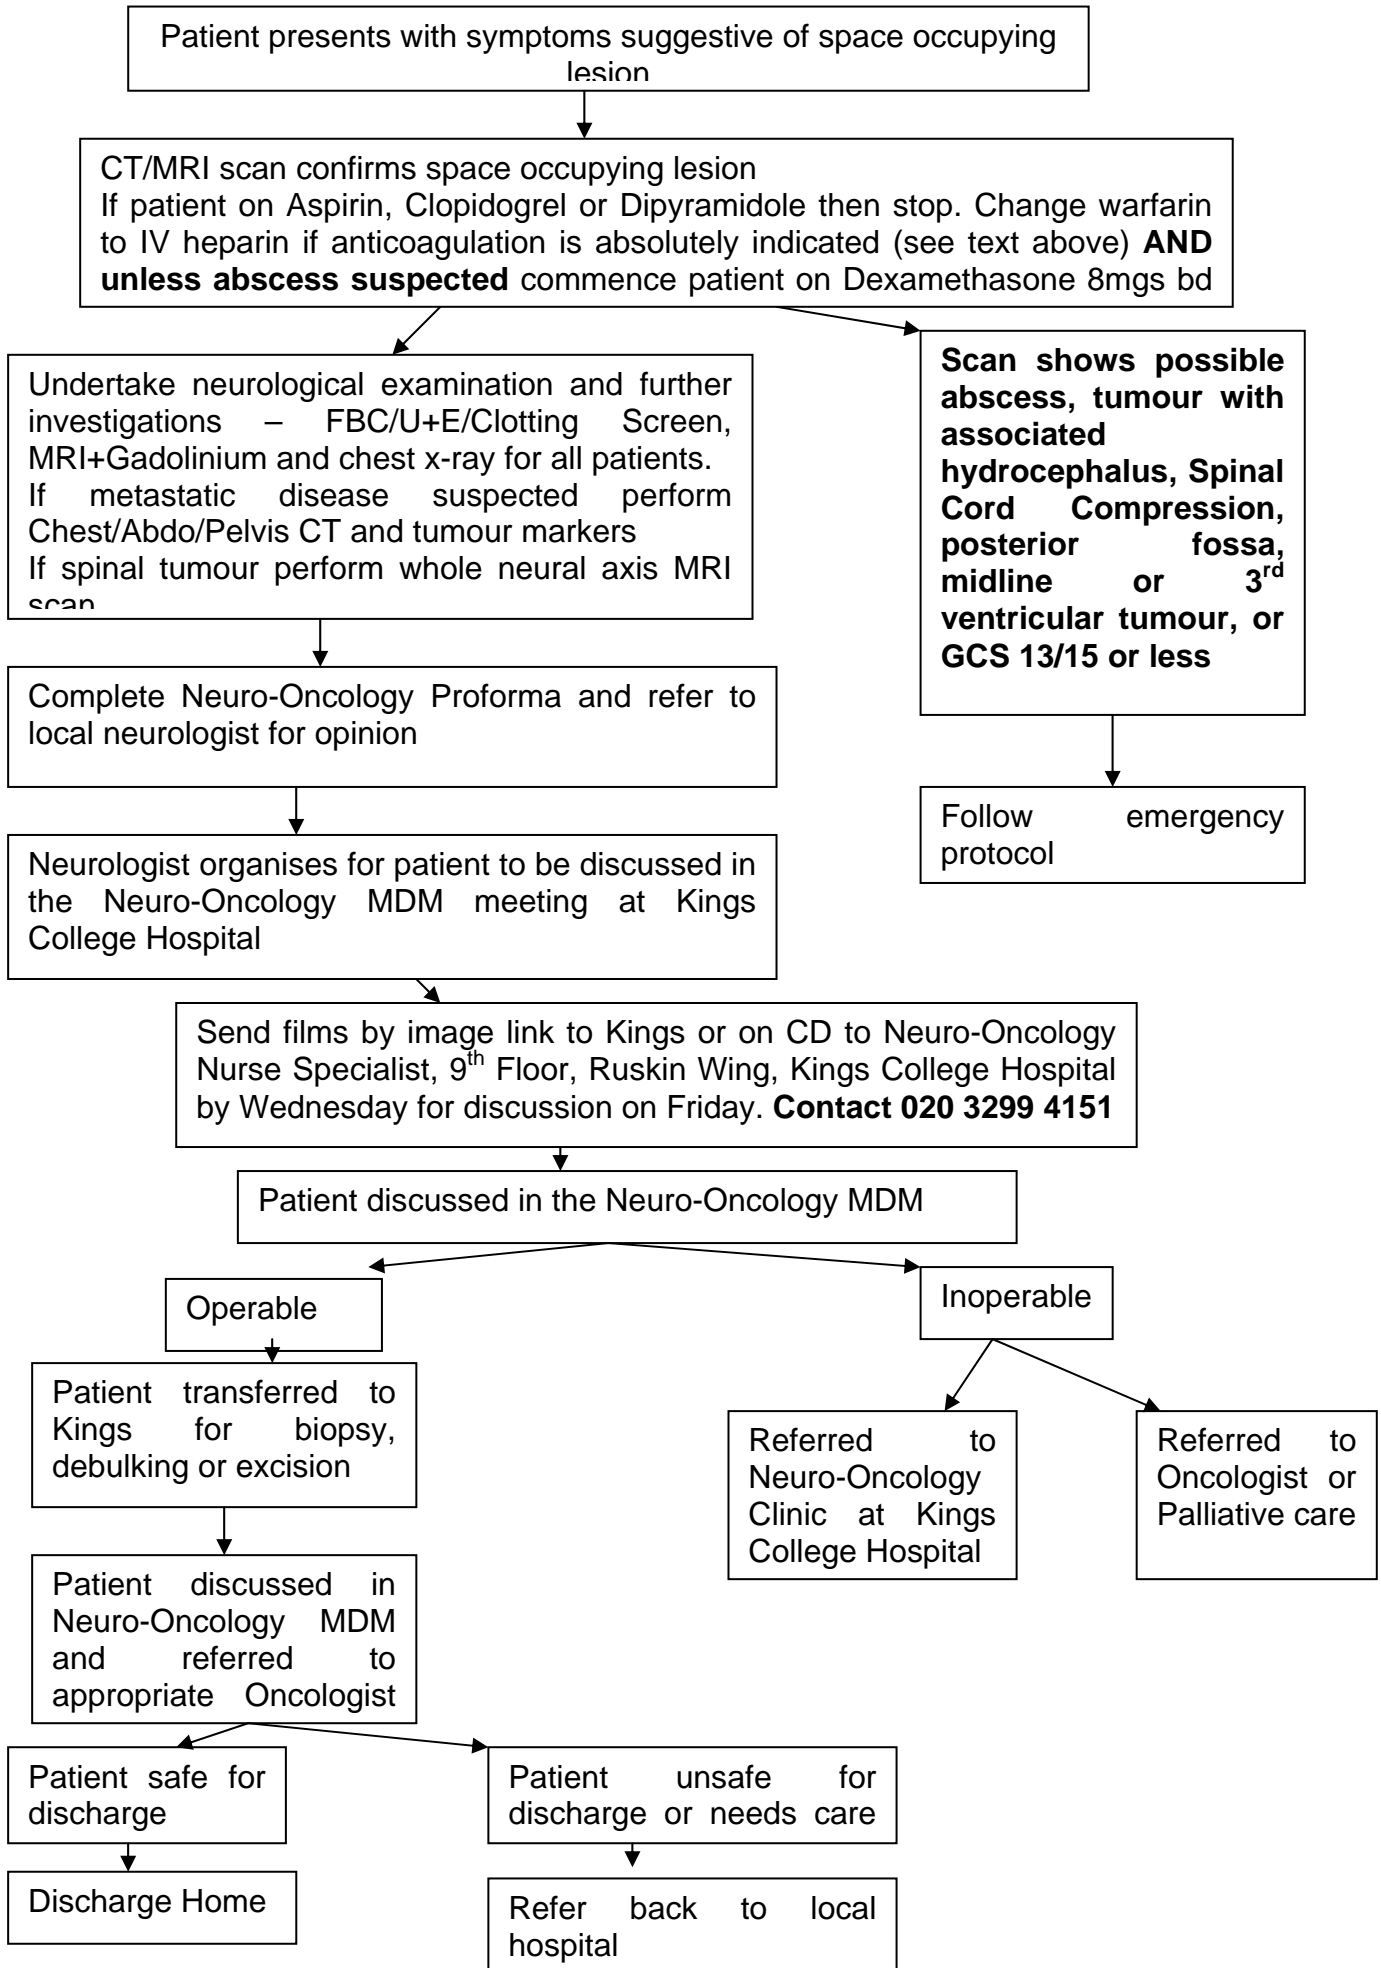 Patient presents with symptoms suggestive of space occupying
lesion
CT/MRI scan confirms space occupying lesion
If patient on Aspirin, Clopidogrel or Dipyramidole then stop. Change warfarin
to IV heparin if anticoagulation is absolutely indicated (see text above) AND
unless abscess suspected commence patient on Dexamethasone 8mgs bd
Undertake neurological examination and further
investigations – FBC/U+E/Clotting Screen,
MRI+Gadolinium and chest x-ray for all patients.
If metastatic disease suspected perform
Chest/Abdo/Pelvis CT and tumour markers
If spinal tumour perform whole neural axis MRI
scan
Scan shows possible
abscess, tumour with
associated
hydrocephalus, Spinal
Cord Compression,
posterior fossa,
midline or 3rd
ventricular tumour, or
GCS 13/15 or less
Complete Neuro-Oncology Proforma and refer to
local neurologist for opinion
Follow emergency
protocol
Neurologist organises for patient to be discussed in
the Neuro-Oncology MDM meeting at Kings
College Hospital
Send films by image link to Kings or on CD to Neuro-Oncology
Nurse Specialist, 9th Floor, Ruskin Wing, Kings College Hospital
by Wednesday for discussion on Friday. Contact 020 3299 4151
Patient discussed in the Neuro-Oncology MDM
Operable
Inoperable
Patient transferred to
Kings for biopsy,
debulking or excision
Referred to
Neuro-Oncology
Clinic at Kings
College Hospital
Referred to
Oncologist or
Palliative care
Patient discussed in
Neuro-Oncology MDM
and referred to
appropriate Oncologist
Patient safe for
discharge
Patient unsafe for
discharge or needs care
Discharge Home
Refer back to local
hospital